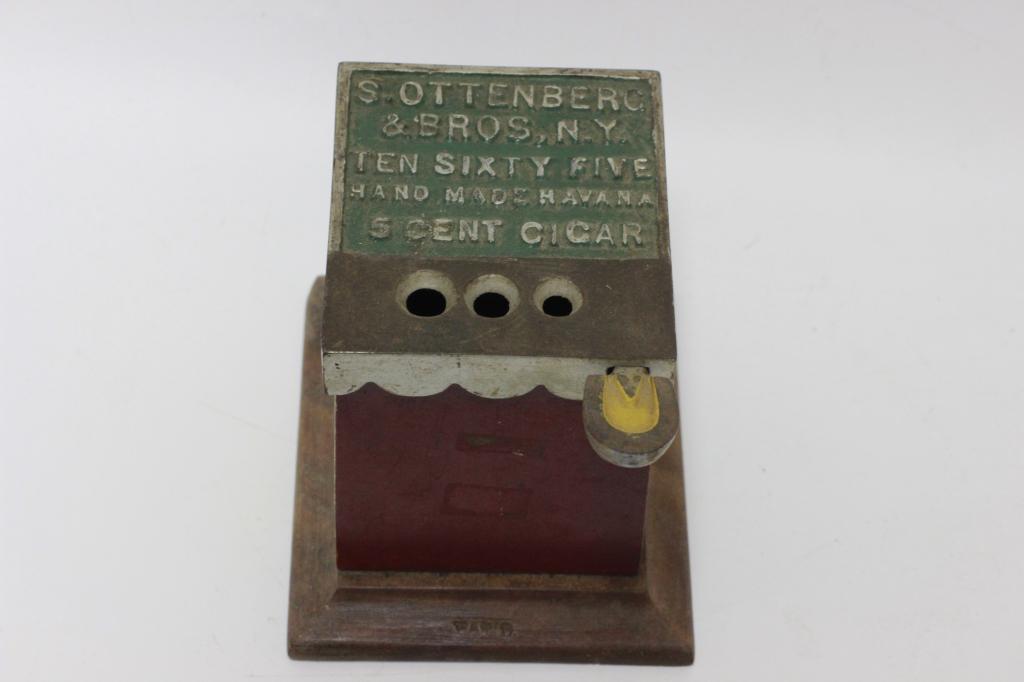 S. OTTENBERG
& BROS., N.Y.
TEN SIXTY FIVE
HAND MADE HAVANA
5 CENT CIGAR